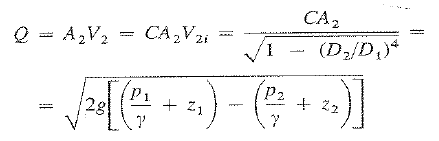 Q = A₂V₂ = CA₂V₂ᵢ = CA₂ / √(1 − (D₂/D₁)⁴) =
= √(2g[(p₁/γ + z₁) − (p₂/γ + z₂)])